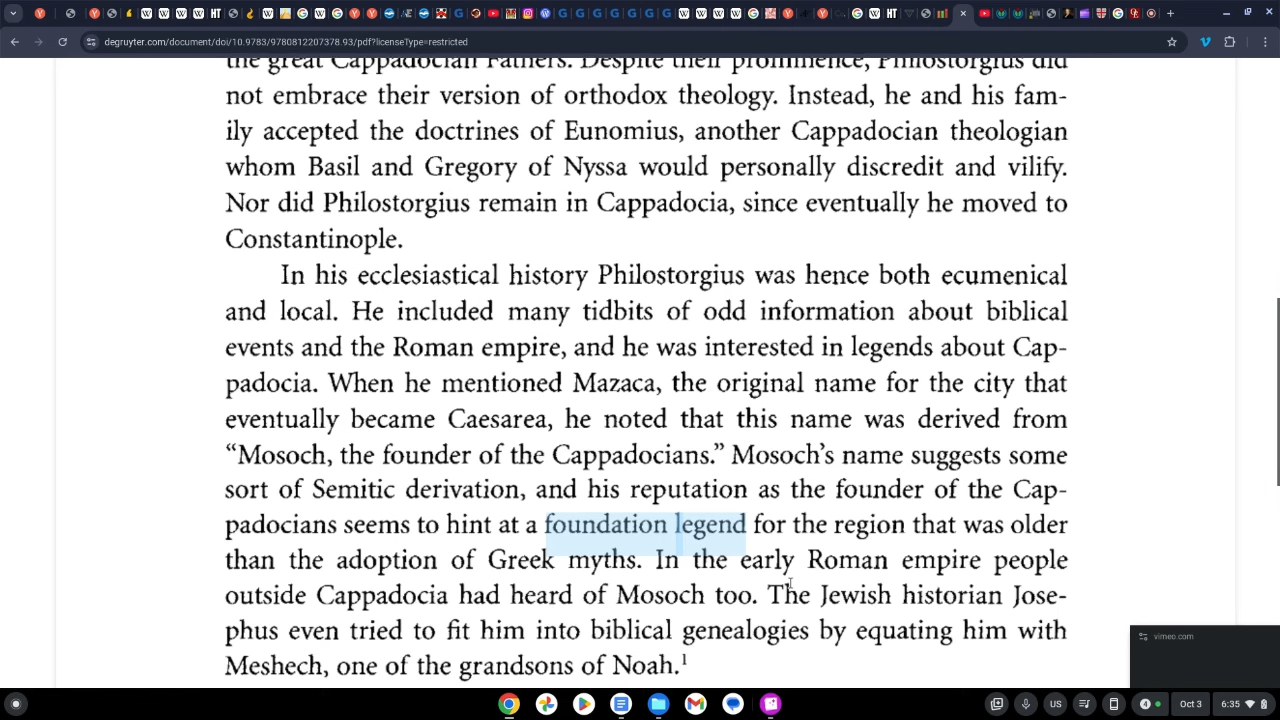 degruyter.com/document/doi/10.9783/9780812207378.93/pdf?licenseType=restricted
the great Cappadocian Fathers. Despite their prominence, Philostorgius did
not embrace their version of orthodox theology. Instead, he and his fam-
ily accepted the doctrines of Eunomius, another Cappadocian theologian
whom Basil and Gregory of Nyssa would personally discredit and vilify.
Nor did Philostorgius remain in Cappadocia, since eventually he moved to
Constantinople.
In his ecclesiastical history Philostorgius was hence both ecumenical
and local. He included many tidbits of odd information about biblical
events and the Roman empire, and he was interested in legends about Cap-
padocia. When he mentioned Mazaca, the original name for the city that
eventually became Caesarea, he noted that this name was derived from
“Mosoch, the founder of the Cappadocians.” Mosoch’s name suggests some
sort of Semitic derivation, and his reputation as the founder of the Cap-
padocians seems to hint at a foundation legend for the region that was older
than the adoption of Greek myths. In the early Roman empire people
outside Cappadocia had heard of Mosoch too. The Jewish historian Jose-
phus even tried to fit him into biblical genealogies by equating him with
Meshech, one of the grandsons of Noah.¹
vimeo.com
US
4
Oct 3
6:35